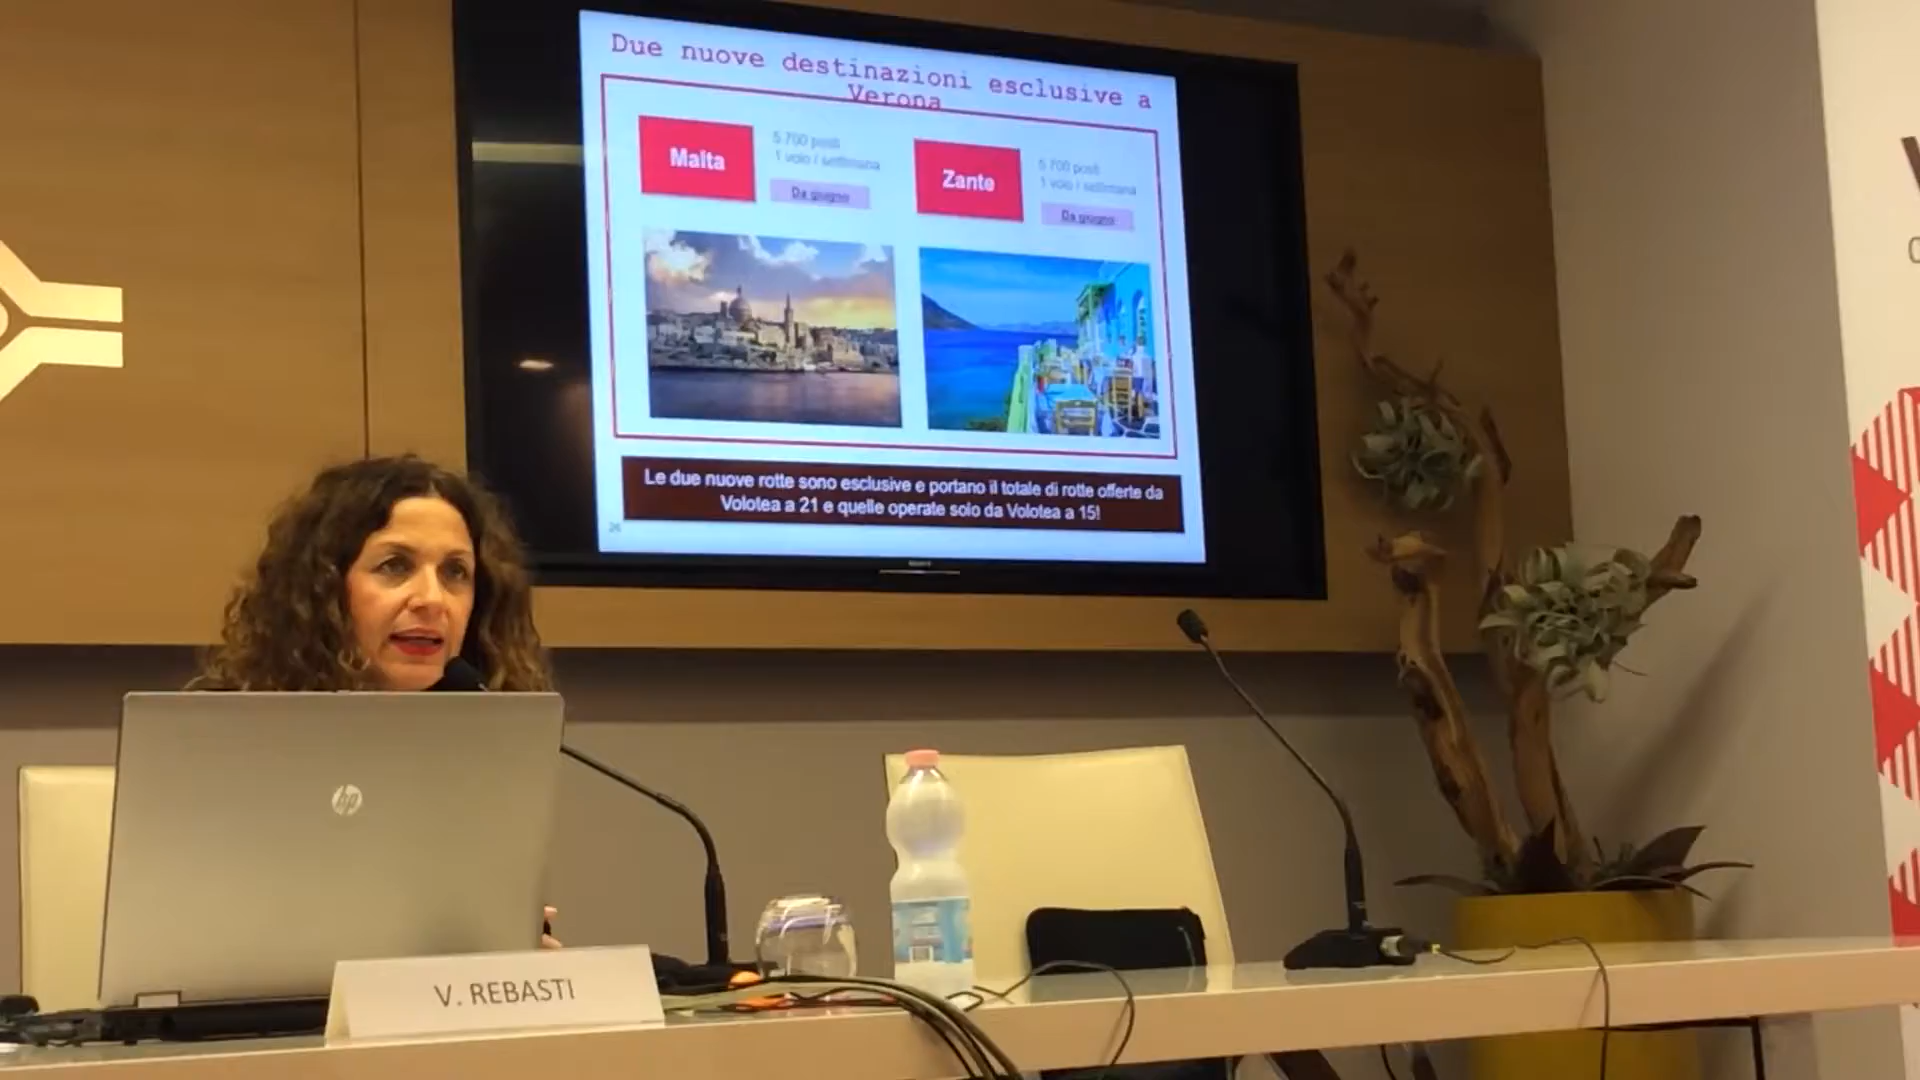 Due nuove destinazioni esclusive a
Verona
Malta
5 700 posti
1 volo / settimana
Da giugno
Zante
5 700 posti
1 volo / settimana
Da giugno
Le due nuove rotte sono esclusive e portano il totale di rotte offerte da
Volotea a 21 e quelle operate solo da Volotea a 15!
SONY
hp
V. REBASTI